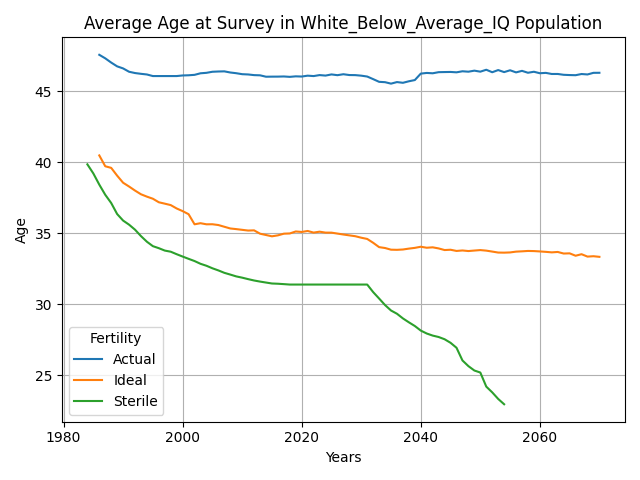 Average Age at Survey in White_Below_Average_IQ Population
Age
45
40
35
30
25
Fertility
Actual
Ideal
Sterile
1980
2000
2020
2040
2060
Years